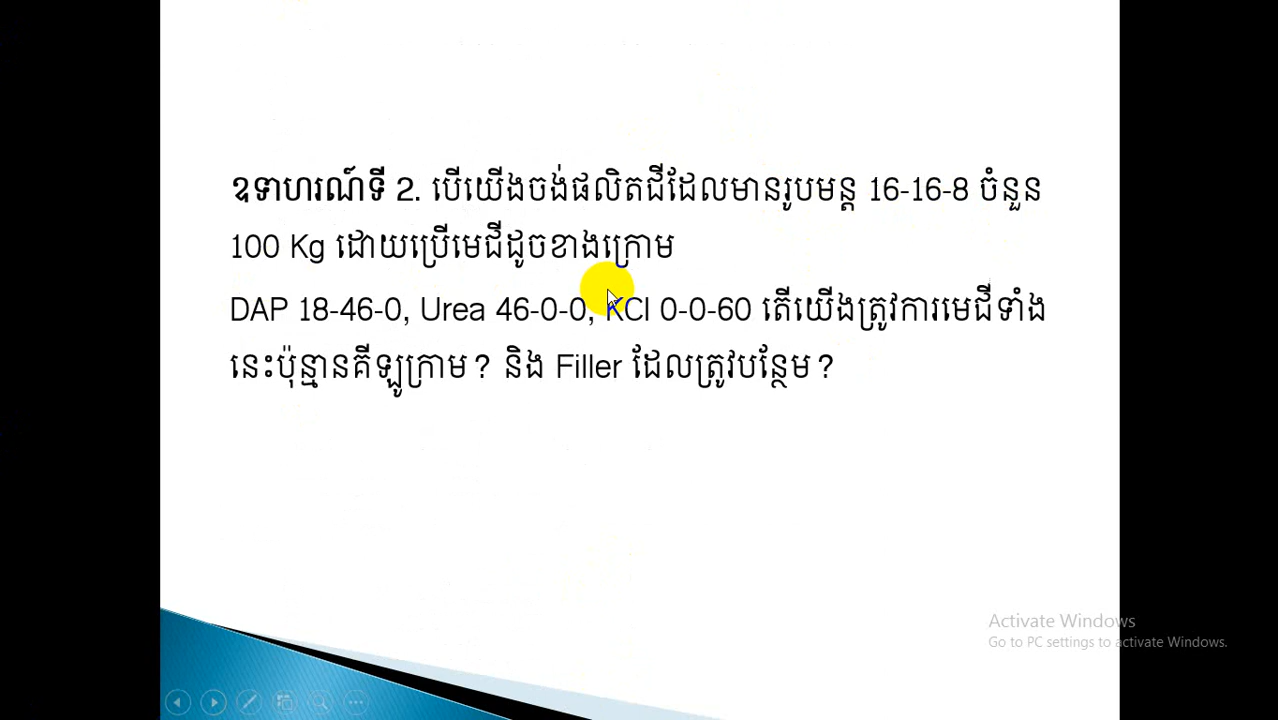 ឧទាហរណ៍ទី 2. បើយើងចង់ផលិតជីដែលមានរូបមន្ត 16-16-8 ចំនួន
100 Kg ដោយប្រើមេជីដូចខាងក្រោម
DAP 18-46-0, Urea 46-0-0, KCl 0-0-60 តើយើងត្រូវការមេជីទាំង
នេះប៉ុន្មានគីឡូក្រាម? និង Filler ដែលត្រូវបន្ថែម?
Activate Windows
Go to PC settings to activate Windows.